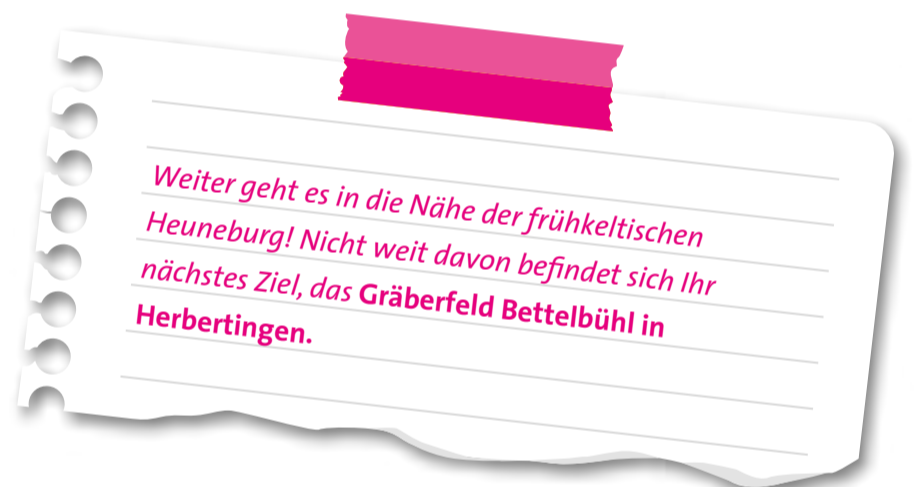 Weiter geht es in die Nähe der frühkeltischen
Heuneburg! Nicht weit davon befindet sich Ihr
nächstes Ziel, das Gräberfeld Bettelbühl in
Herbertingen.